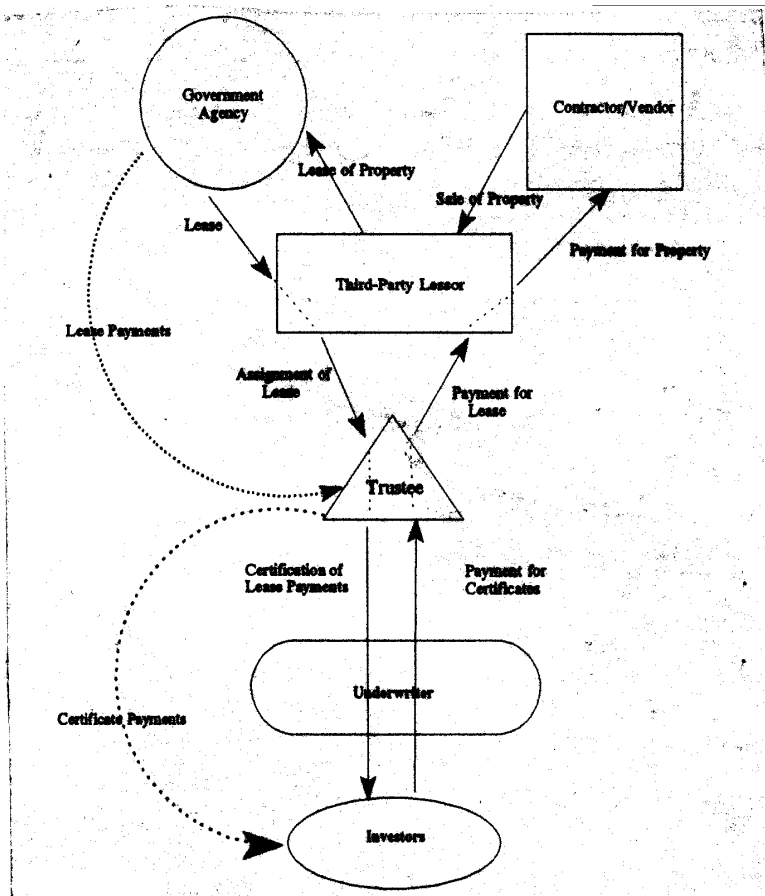 Government
Agency
Contractor/Vendor
Lease of Property
Sale of Property
Lease
Payment for Property
Third-Party Lessor
Lease Payments
Assignment of
Lease
Payment for
Lease
Trustee
Certification of
Lease Payments
Payment for
Certificates
Underwriter
Certificate Payments
Investors